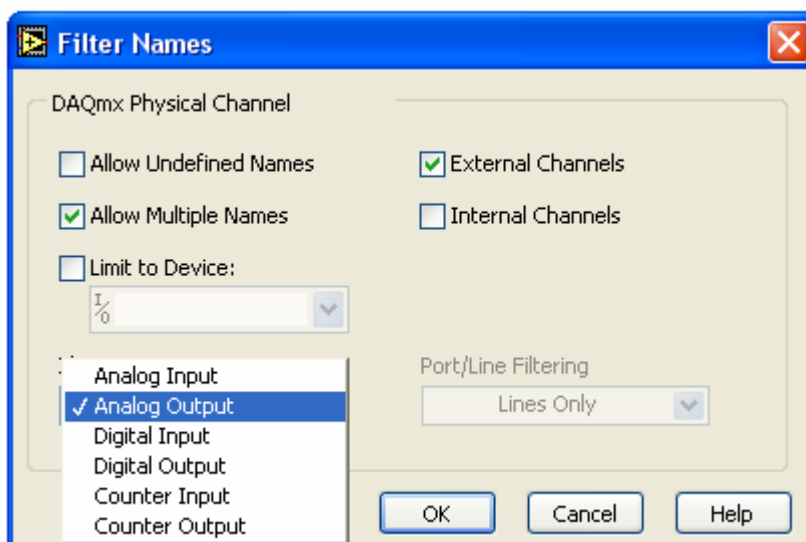 Filter Names
DAQmx Physical Channel
Allow Undefined Names
External Channels
Allow Multiple Names
Internal Channels
Limit to Device:
I/O
Port/Line Filtering
Analog Input
Analog Output
Lines Only
Digital Input
Digital Output
Counter Input
Counter Output
OK
Cancel
Help